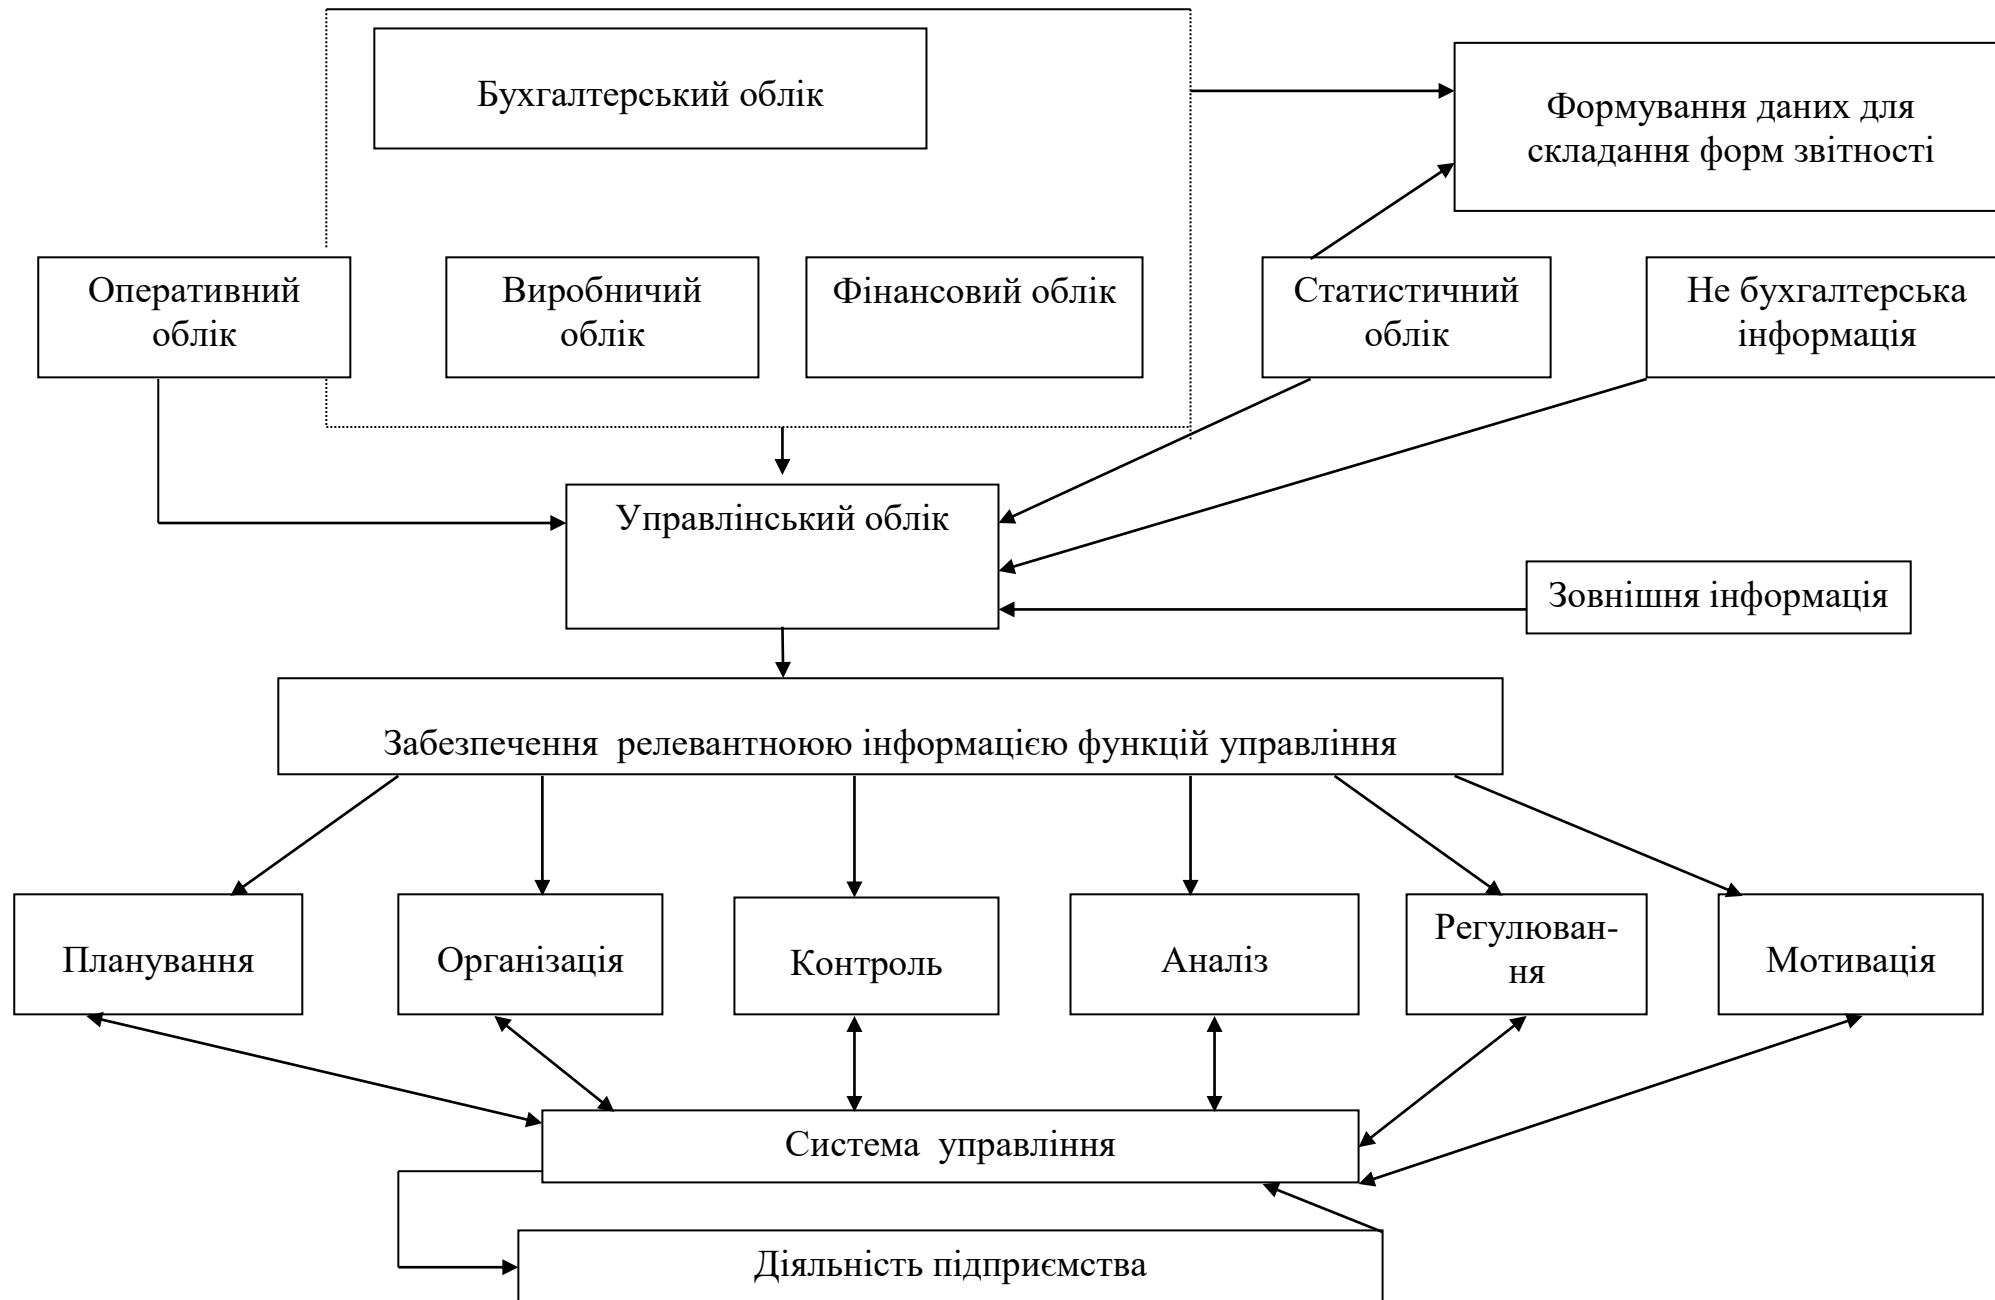 Бухгалтерський облік
Формування даних для
складання форм звітності
Оперативний
облік
Виробничий
облік
Фінансовий облік
Статистичний
облік
Не бухгалтерська
інформація
Управлінський облік
Зовнішня інформація
Забезпечення релевантноюю інформацією функцій управління
Планування
Організація
Контроль
Аналіз
Регулюван-
ня
Мотивація
Система управління
Діяльність підприємства